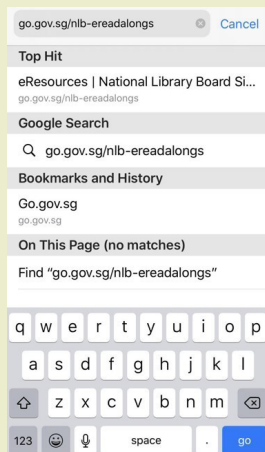 go.gov.sg/nlb-ereadalongs Cancel
Top Hit
eResources | National Library Board Si...
go.gov.sg/nlb-ereadalongs
Google Search
go.gov.sg/nlb-ereadalongs
Bookmarks and History
Go.gov.sg
go.gov.sg
On This Page (no matches)
Find “go.gov.sg/nlb-ereadalongs”
q w e r t y u i o p
a s d f g h j k l
z x c v b n m
123 space . go